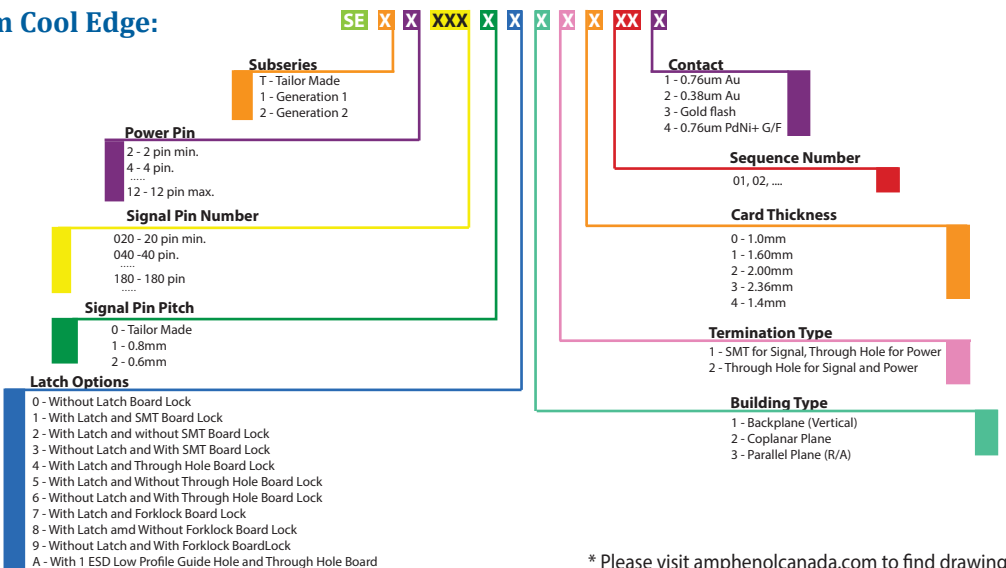 m Cool Edge:
SE X X XXX X X X X X XX X
Subseries
T - Tailor Made
1 - Generation 1
2 - Generation 2
Power Pin
2 - 2 pin min.
4 - 4 pin.
.....
12 - 12 pin max.
Signal Pin Number
020 - 20 pin min.
040 -40 pin.
.....
180 - 180 pin
.....
Signal Pin Pitch
0 - Tailor Made
1 - 0.8mm
2 - 0.6mm
Latch Options
0 - Without Latch Board Lock
1 - With Latch and SMT Board Lock
2 - With Latch and without SMT Board Lock
3 - Without Latch and With SMT Board Lock
4 - With Latch and Through Hole Board Lock
5 - With Latch and Without Through Hole Board Lock
6 - Without Latch and With Through Hole Board Lock
7 - With Latch and Forklock Board Lock
8 - With Latch amd Without Forklock Board Lock
9 - Without Latch and With Forklock BoardLock
A - With 1 ESD Low Profile Guide Hole and Through Hole Board
Contact
1 - 0.76um Au
2 - 0.38um Au
3 - Gold flash
4 - 0.76um PdNi+ G/F
Sequence Number
01, 02, ....
Card Thickness
0 - 1.0mm
1 - 1.60mm
2 - 2.00mm
3 - 2.36mm
4 - 1.4mm
Termination Type
1 - SMT for Signal, Through Hole for Power
2 - Through Hole for Signal and Power
Building Type
1 - Backplane (Vertical)
2 - Coplanar Plane
3 - Parallel Plane (R/A)
* Please visit amphenolcanada.com to find drawing